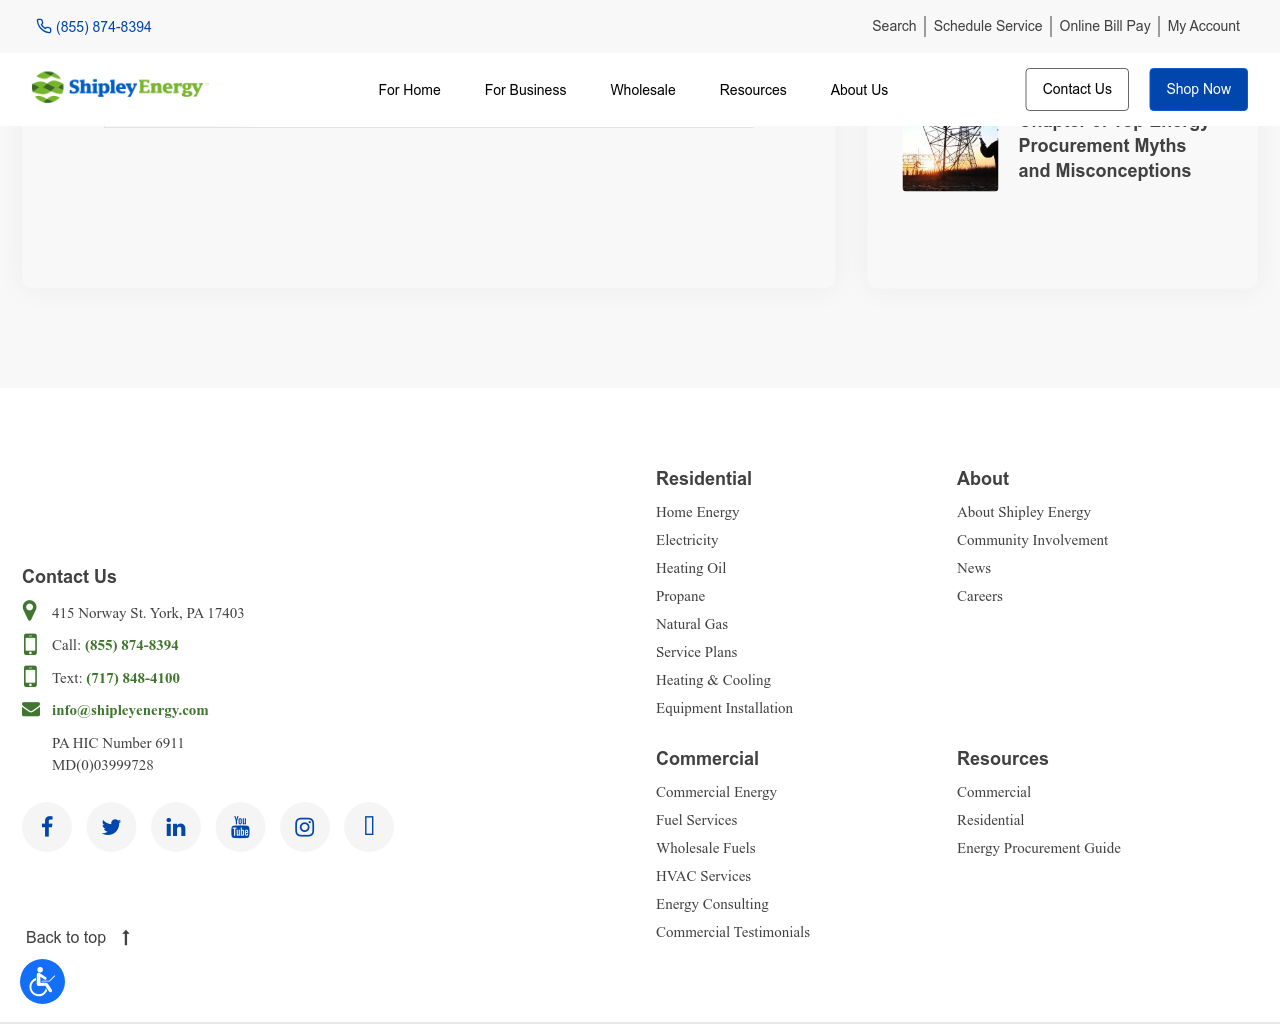 (855) 874-8394
Search
Schedule Service
Online Bill Pay
My Account
Shipley Energy
For Home
For Business
Wholesale
Resources
About Us
Contact Us
Shop Now
Procurement Myths
and Misconceptions
Contact Us
415 Norway St. York, PA 17403
Call: (855) 874-8394
Text: (717) 848-4100
info@shipleyenergy.com
PA HIC Number 6911
MD(0)03999728
You
Tube
Back to top
Residential
Home Energy
Electricity
Heating Oil
Propane
Natural Gas
Service Plans
Heating & Cooling
Equipment Installation
About
About Shipley Energy
Community Involvement
News
Careers
Commercial
Commercial Energy
Fuel Services
Wholesale Fuels
HVAC Services
Energy Consulting
Commercial Testimonials
Resources
Commercial
Residential
Energy Procurement Guide